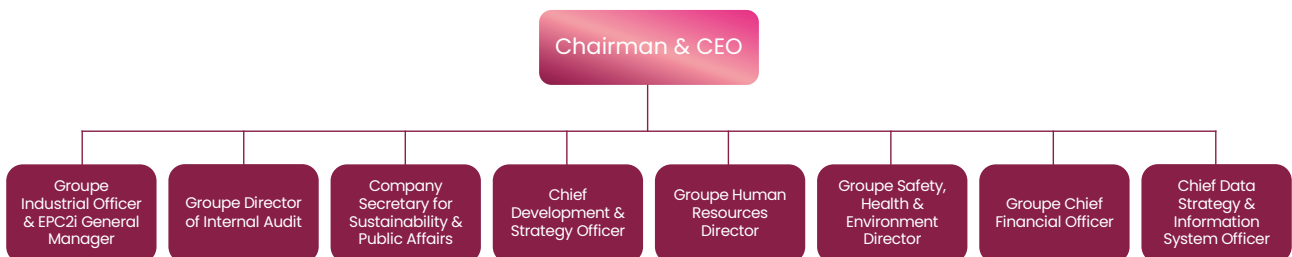 Chairman & CEO
Groupe
Industrial Officer
& EPC2i General
Manager
Groupe Director
of Internal Audit
Company
Secretary for
Sustainability &
Public Affairs
Chief
Development &
Strategy Officer
Groupe Human
Resources
Director
Groupe Safety,
Health &
Environment
Director
Groupe Chief
Financial Officer
Chief Data
Strategy &
Information
System Officer